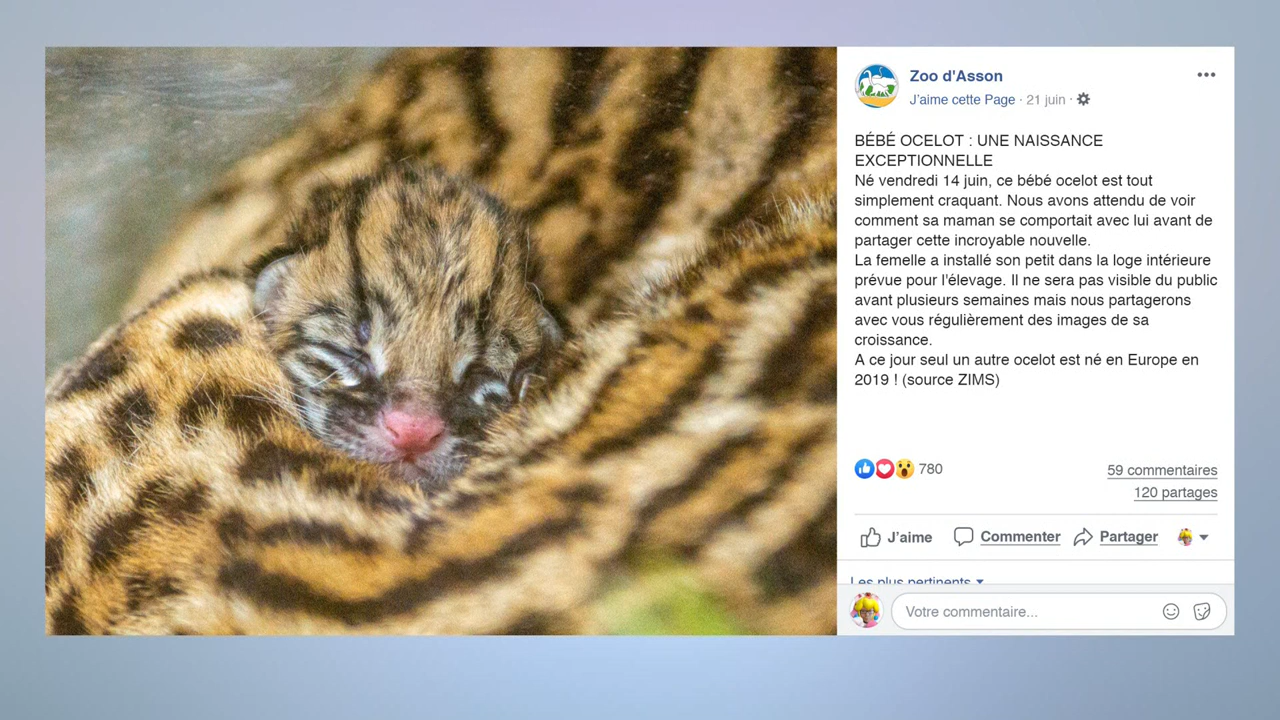 Zoo d'Asson
J'aime cette Page · 21 juin ·
BÉBÉ OCELOT : UNE NAISSANCE
EXCEPTIONNELLE
Né vendredi 14 juin, ce bébé ocelot est tout
simplement craquant. Nous avons attendu de voir
comment sa maman se comportait avec lui avant de
partager cette incroyable nouvelle.
La femelle a installé son petit dans la loge intérieure
prévue pour l'élevage. Il ne sera pas visible du public
avant plusieurs semaines mais nous partagerons
avec vous régulièrement des images de sa
croissance.
A ce jour seul un autre ocelot est né en Europe en
2019 ! (source ZIMS)
780
59 commentaires
120 partages
J'aime Commenter Partager
Les plus pertinents
Votre commentaire...